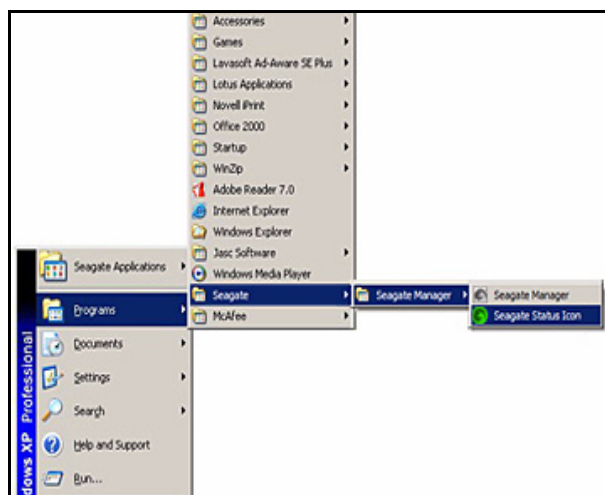 Accessories
Games
Lavasoft Ad-Aware SE Plus
Lotus Applications
Novell iPrint
Office 2000
Startup
WinZip
Adobe Reader 7.0
Internet Explorer
Windows Explorer
Jasc Software
Windows Media Player
Seagate
McAfee
Seagate Manager
Seagate Manager
Seagate Status Icon
Seagate Applications
Programs
Documents
Settings
Search
Help and Support
Run...
dows XP Professional